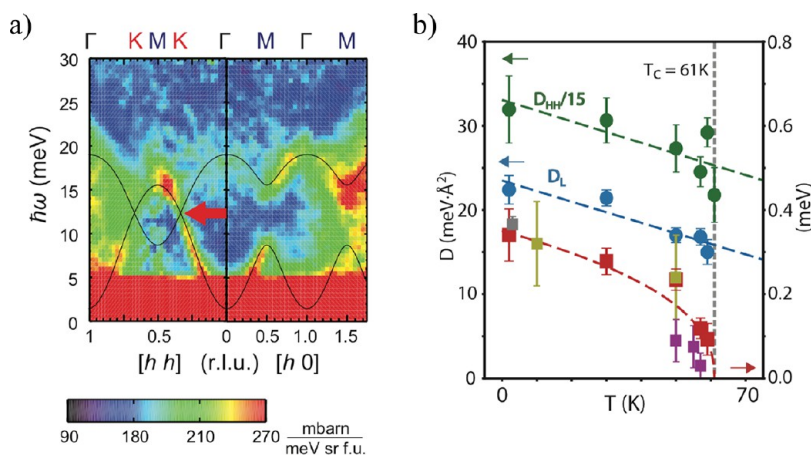 a)
Γ K M K Γ M Γ M
30
25
20
15
10
5
0
ħω (meV)
1 0.5 0 0.5 1.0 1.5
[h h] (r.l.u.) [h 0]
90 180 210 270
mbarn
meV sr f.u.
b)
40
30
20
10
0
D (meV·Å²)
T_C = 61K
D_HH/15
D_L
0.8
0.6
0.4
0.2
0.0
(meV)
0 70
T (K)